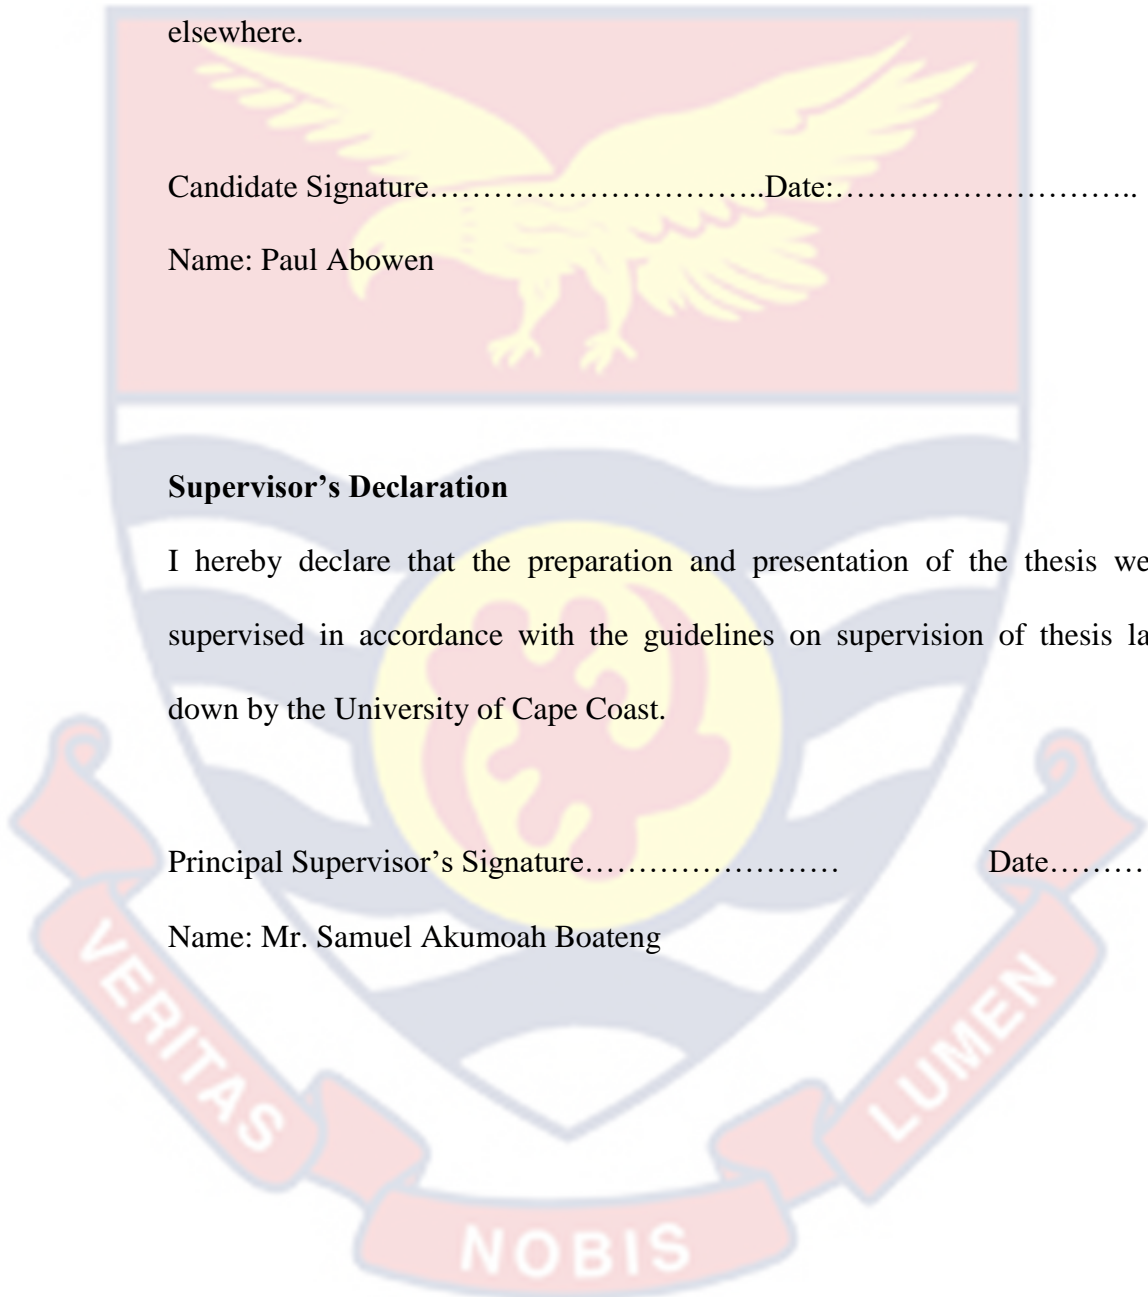 elsewhere.
Candidate Signature…….…………………………..Date:………………………..
Name: Paul Abowen
Supervisor’s Declaration
I hereby declare that the preparation and presentation of the thesis we
supervised in accordance with the guidelines on supervision of thesis la
down by the University of Cape Coast.
Principal Supervisor’s Signature…………………… Date………
Name: Mr. Samuel Akumoah Boateng
VERITAS
NOBIS
LUMEN